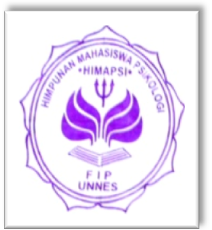 HIMPUNAN MAHASISWA PSIKOLOGI
•HIMAPSI•
FIP
UNNES